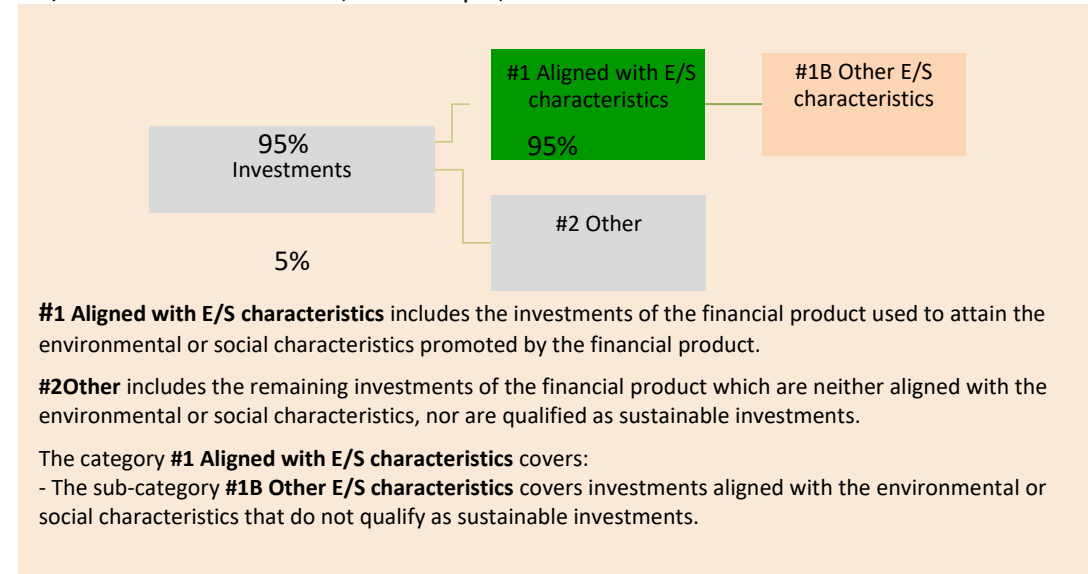 #1 Aligned with E/S
characteristics
95%
#1B Other E/S
characteristics
95%
Investments
#2 Other
5%
#1 Aligned with E/S characteristics includes the investments of the financial product used to attain the
environmental or social characteristics promoted by the financial product.
#2Other includes the remaining investments of the financial product which are neither aligned with the
environmental or social characteristics, nor are qualified as sustainable investments.
The category #1 Aligned with E/S characteristics covers:
- The sub-category #1B Other E/S characteristics covers investments aligned with the environmental or
social characteristics that do not qualify as sustainable investments.